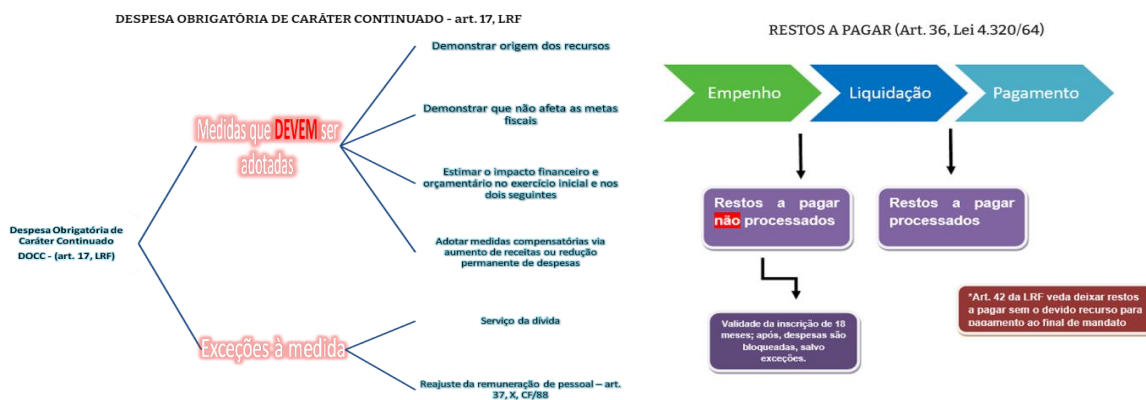 DESPESA OBRIGATÓRIA DE CARÁTER CONTINUADO - art. 17, LRF
Demonstrar origem dos recursos
Demonstrar que não afeta as metas
fiscais
Medidas que DEVEM ser
adotadas
Estimar o impacto financeiro e
orçamentário no exercício inicial e nos
dois seguintes
Adotar medidas compensatórias via
aumento de receitas ou redução
permanente de despesas
Despesa Obrigatória de
Caráter Continuado
DOCC - (art. 17, LRF)
Serviço da dívida
Exceções à medida
Reajuste da remuneração de pessoal – art.
37, X, CF/88
RESTOS A PAGAR (Art. 36, Lei 4.320/64)
Empenho
Liquidação
Pagamento
Restos a pagar
não processados
Restos a pagar
processados
Validade da inscrição de 18
meses; após, despesas são
bloqueadas, salvo
exceções.
*Art. 42 da LRF veda deixar restos
a pagar sem o devido recurso para
pagamento ao final de mandato